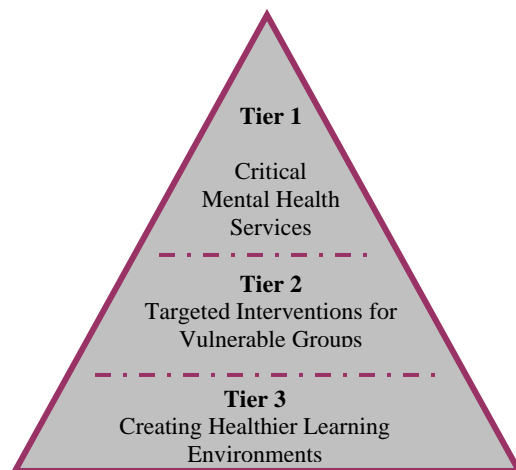 Tier 1
Critical
Mental Health
Services
Tier 2
Targeted Interventions for
Vulnerable Groups
Tier 3
Creating Healthier Learning
Environments